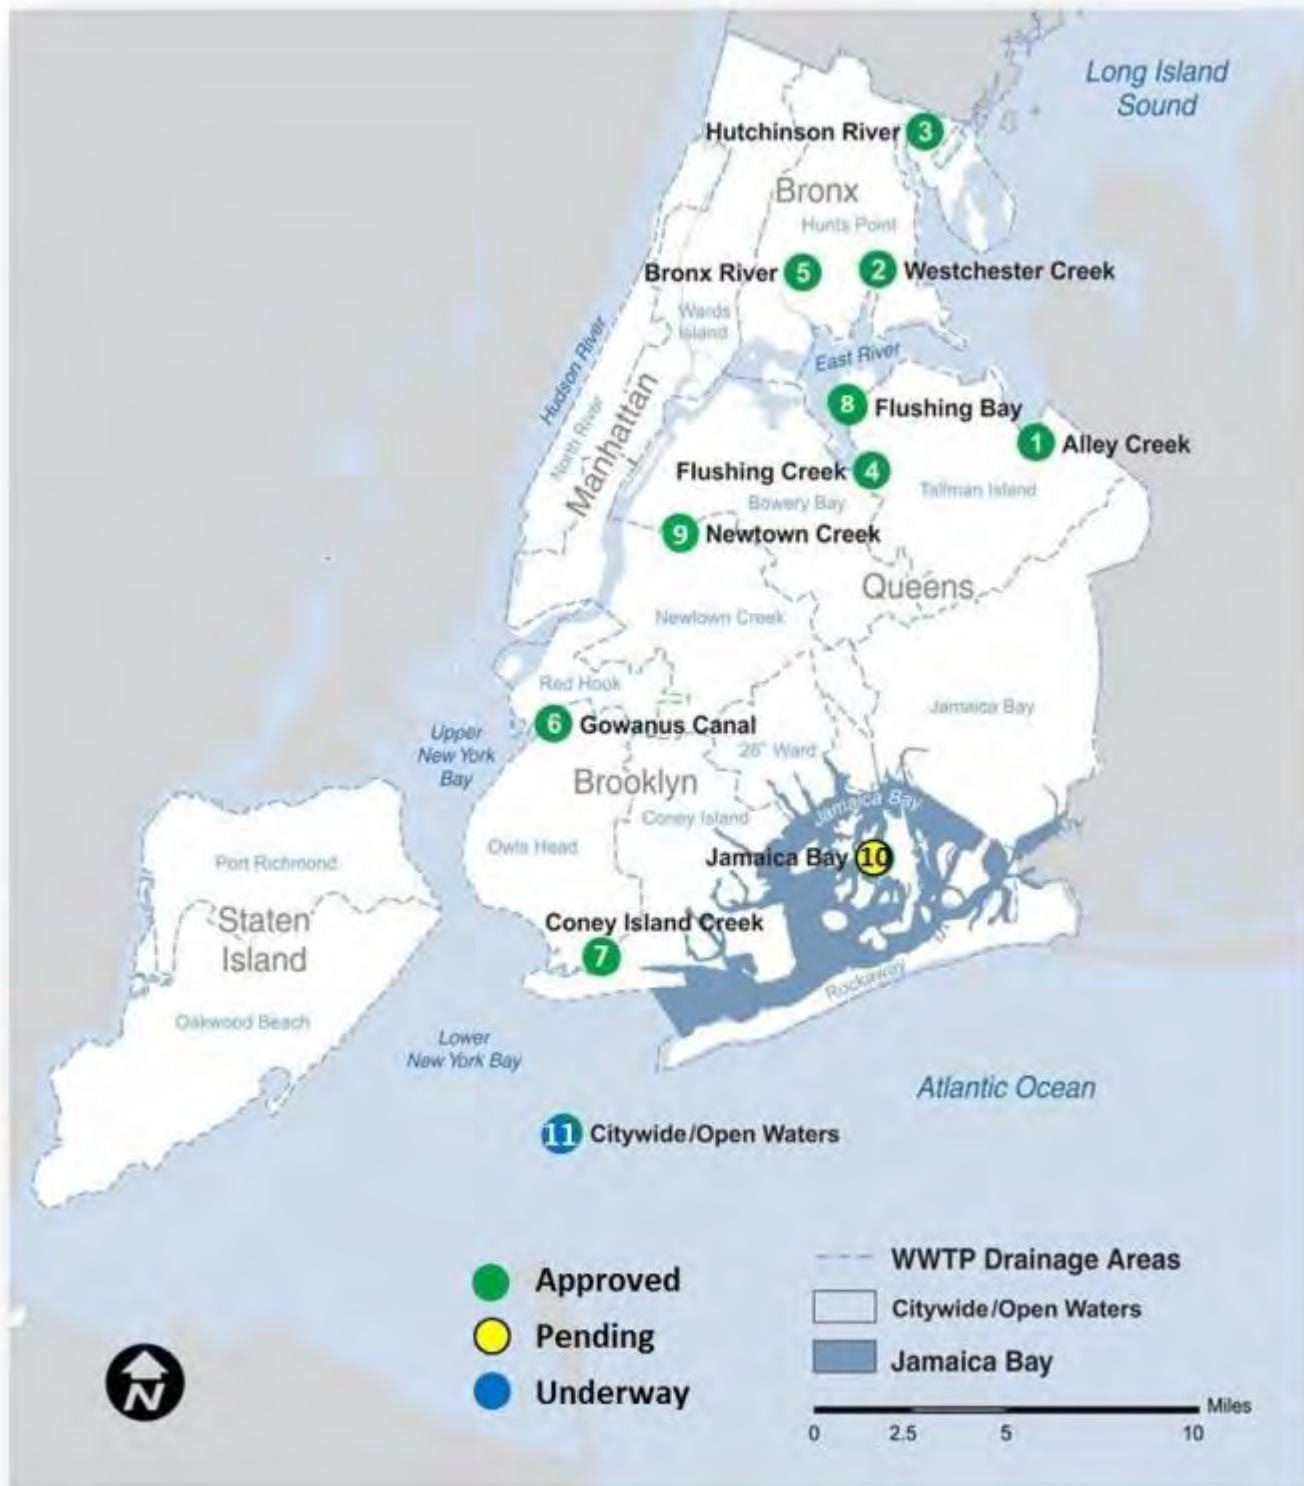 Long Island
Sound
Hutchinson River 3
Bronx
Hunts Point
Bronx River 5
2 Westchester Creek
Wards
Island
Hudson River
East River
North River
Manhattan
8 Flushing Bay
1 Alley Creek
Flushing Creek 4
Tallman Island
Bowery Bay
9 Newtown Creek
Queens
Newtown Creek
Red Hook
Jamaica Bay
6 Gowanus Canal
Upper
New York
Bay
26th Ward
Brooklyn
Jamaica Bay
Coney Island
Owls Head
Jamaica Bay 10
Port Richmond
Staten
Island
Coney Island Creek
7
Rockaway
Oakwood Beach
Lower
New York Bay
Atlantic Ocean
11 Citywide/Open Waters
Approved
Pending
Underway
WWTP Drainage Areas
Citywide/Open Waters
Jamaica Bay
N
Miles
0 2.5 5 10